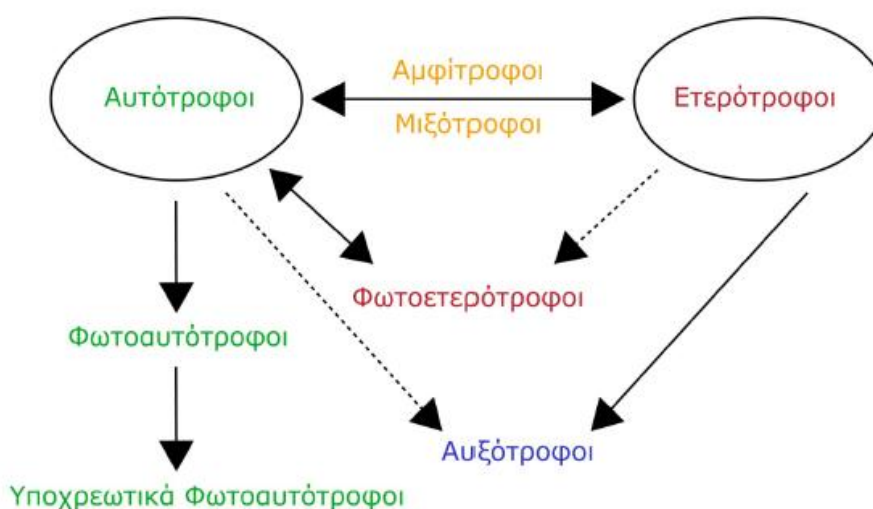 Αμφίτροφοι
Αυτότροφοι
Ετερότροφοι
Μιξότροφοι
Φωτοετερότροφοι
Φωτοαυτότροφοι
Αυξότροφοι
Υποχρεωτικά Φωτοαυτότροφοι